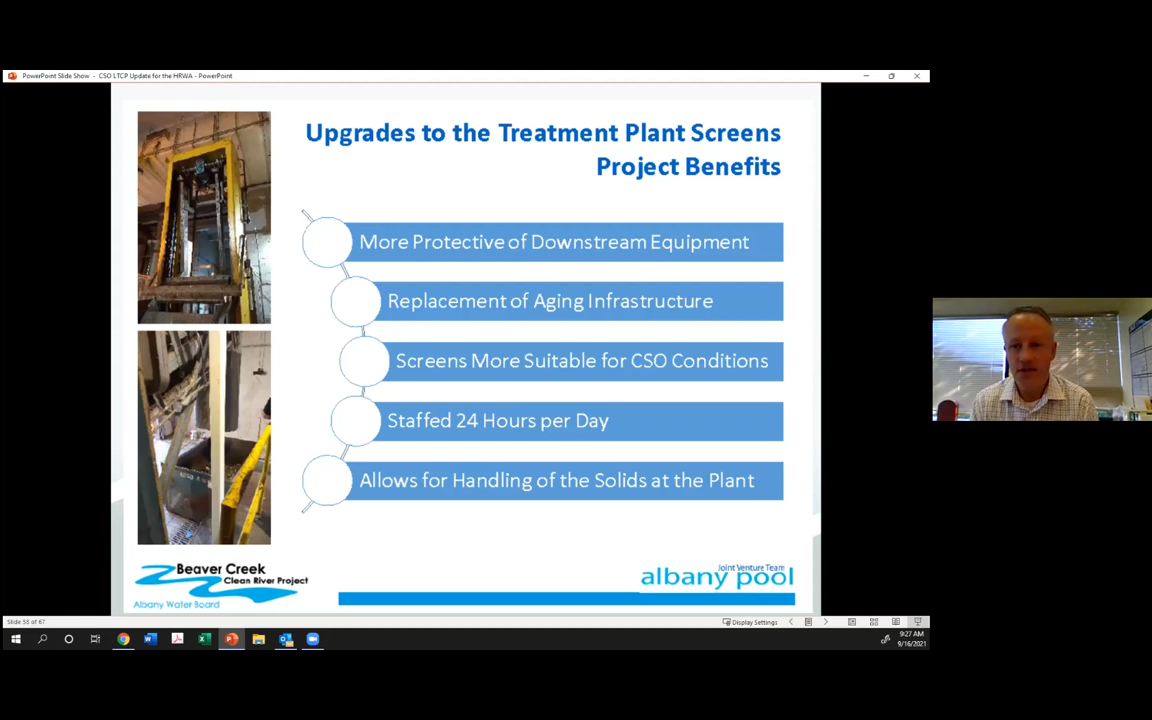 PowerPoint Slide Show - CSO LTCP Update for the HRWA - PowerPoint
Upgrades to the Treatment Plant Screens
Project Benefits
More Protective of Downstream Equipment
Replacement of Aging Infrastructure
Screens More Suitable for CSO Conditions
Staffed 24 Hours per Day
Allows for Handling of the Solids at the Plant
Beaver Creek
Clean River Project
Albany Water Board
Joint Venture Team
albany pool
Slide 58 of 67
Display Settings
9:27 AM
9/16/2021